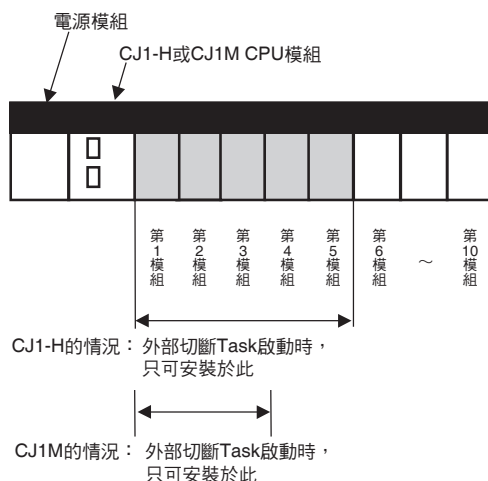 電源模組
CJ1-H或CJ1M CPU模組
第1模組
第2模組
第3模組
第4模組
第5模組
第6模組
～
第10模組
CJ1-H的情況：外部切斷Task啟動時，
只可安裝於此
CJ1M的情況：外部切斷Task啟動時，
只可安裝於此